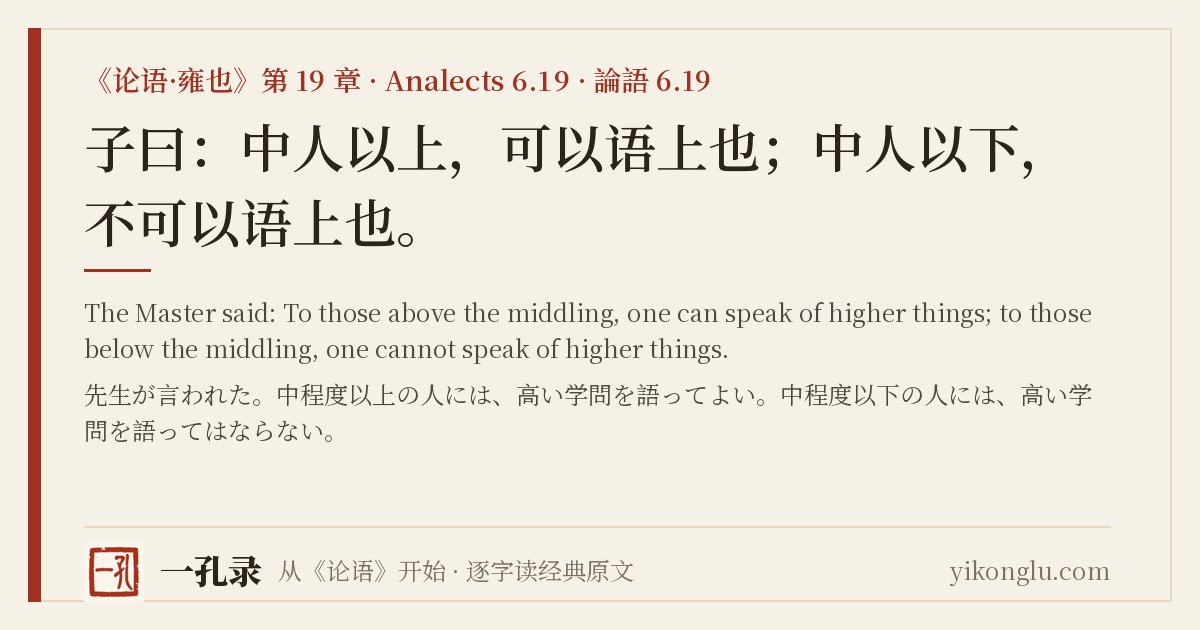 《论语·雍也》第 19 章 · Analects 6.19 · 論語 6.19
子曰：中人以上，可以语上也；中人以下，
不可以语上也。
The Master said: To those above the middling, one can speak of higher things; to those
below the middling, one cannot speak of higher things.
先生が言われた。中程度以上の人には、高い学問を語ってよい。中程度以下の人には、高い学
問を語ってはならない。
一孔
一孔录 从《论语》开始 · 逐字读经典原文 yikonglu.com